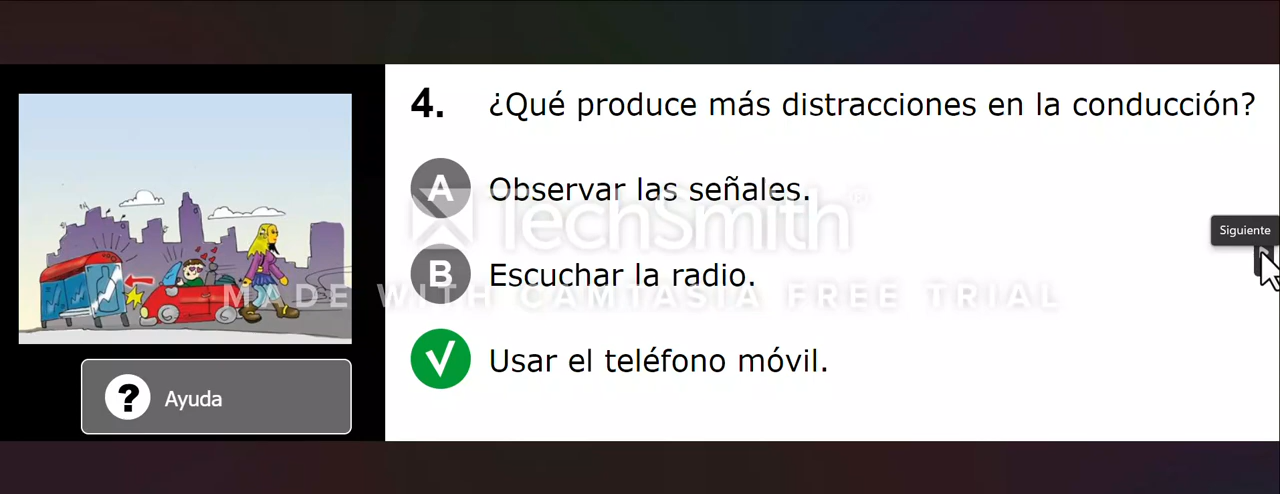 4. ¿Qué produce más distracciones en la conducción?
A Observar las señales.
TechSmith®
Siguiente
B Escuchar la radio.
MADE WITH CAMTASIA FREE TRIAL
Usar el teléfono móvil.
? Ayuda